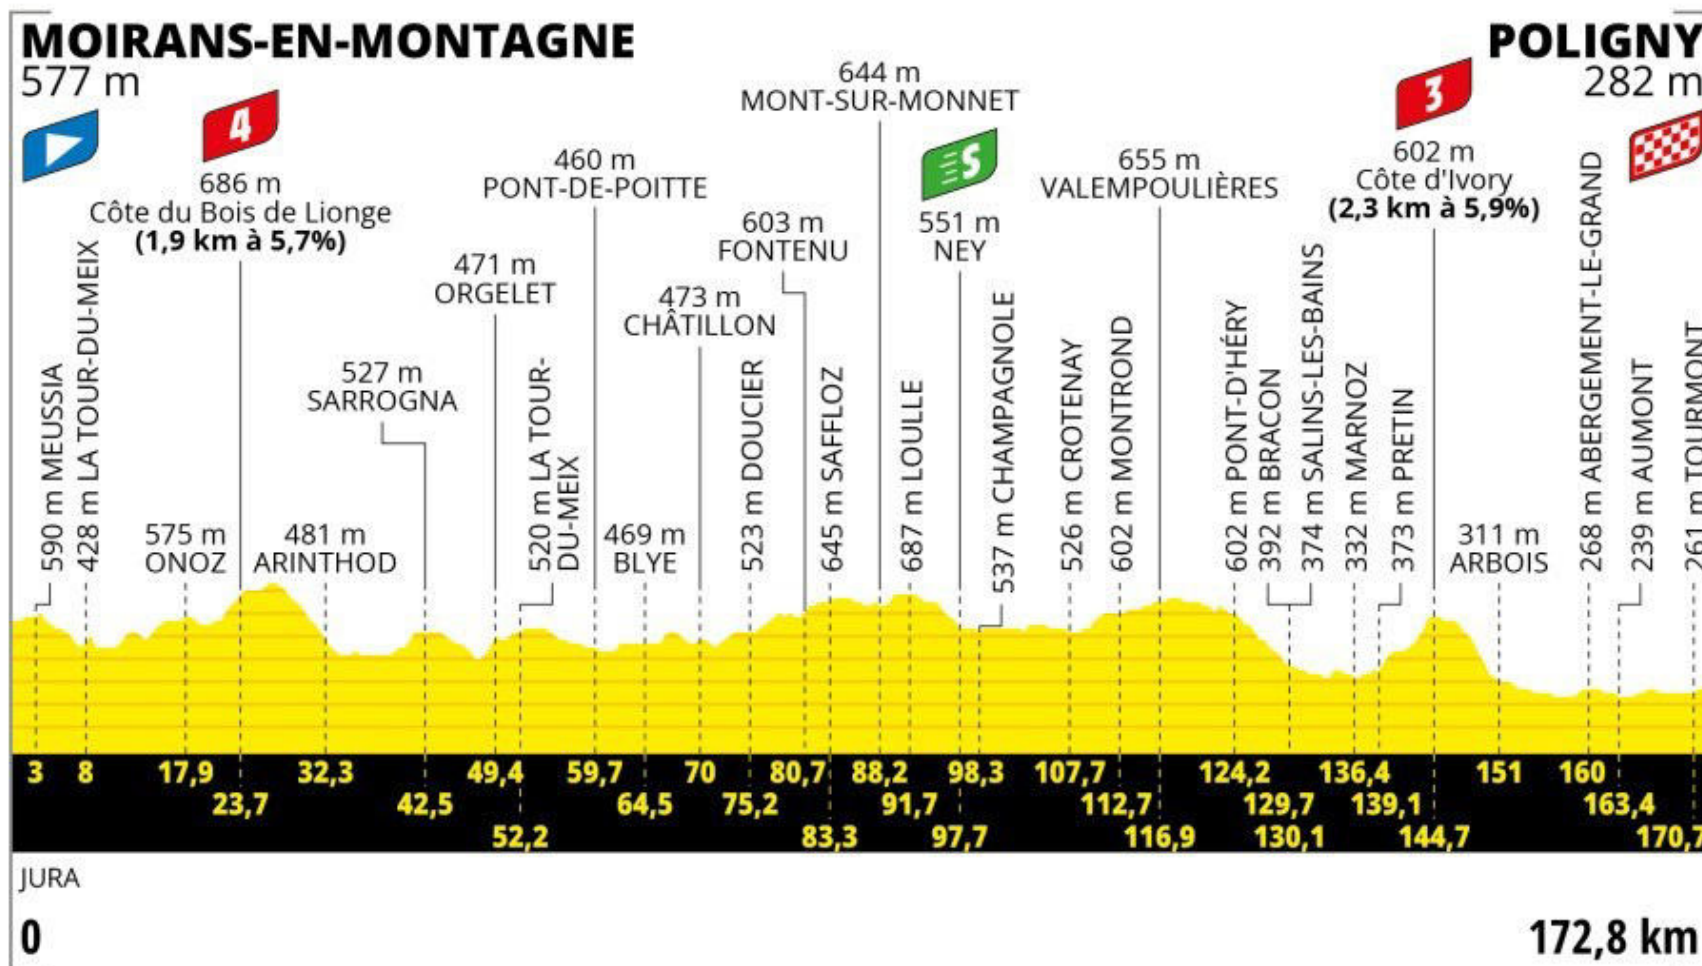 MOIRANS-EN-MONTAGNE
577 m
POLIGNY
282 m
4
686 m
Côte du Bois de Lionge
(1,9 km à 5,7%)
460 m
PONT-DE-POITTE
644 m
MONT-SUR-MONNET
S
551 m
NEY
655 m
VALEMPOULIÈRES
3
602 m
Côte d'Ivory
(2,3 km à 5,9%)
603 m
FONTENU
471 m
ORGELET
473 m
CHÂTILLON
527 m
SARROGNA
590 m MEUSSIA
428 m LA TOUR-DU-MEIX
575 m
ONOZ
481 m
ARINTHOD
520 m LA TOUR-
DU-MEIX
469 m
BLYE
523 m DOUCIER
645 m SAFFLOZ
687 m LOULLE
537 m CHAMPAGNOLE
526 m CROTENAY
602 m MONTROND
602 m PONT-D'HÉRY
392 m BRACON
374 m SALINS-LES-BAINS
332 m MARNOZ
373 m PRETIN
311 m
ARBOIS
268 m ABERGEMENT-LE-GRAND
239 m AUMONT
261 m TOURMONT
3 8 17,9 32,3 49,4 59,7 70 80,7 88,2 98,3 107,7 124,2 136,4 151 160
23,7 42,5 64,5 75,2 91,7 112,7 129,7 139,1 163,4
52,2 83,3 97,7 116,9 130,1 144,7 170,7
JURA
0
172,8 km